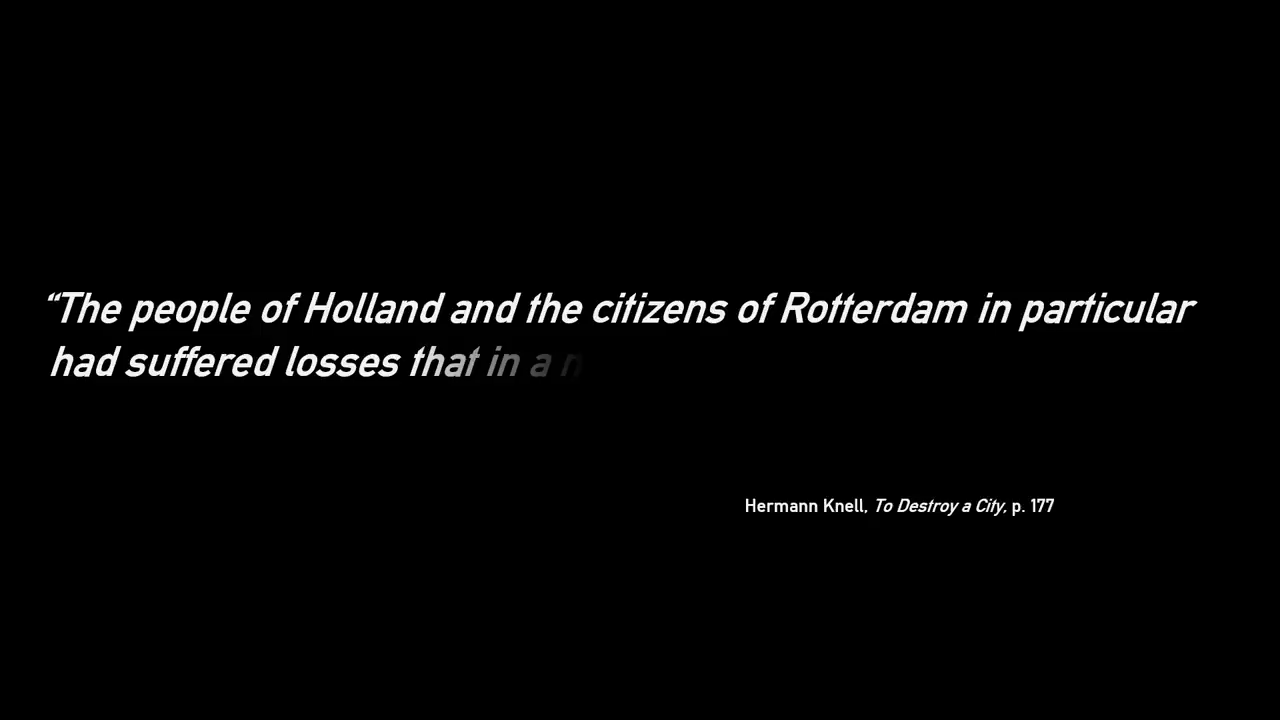 “The people of Holland and the citizens of Rotterdam in particular
had suffered losses that in a
Hermann Knell, To Destroy a City, p. 177